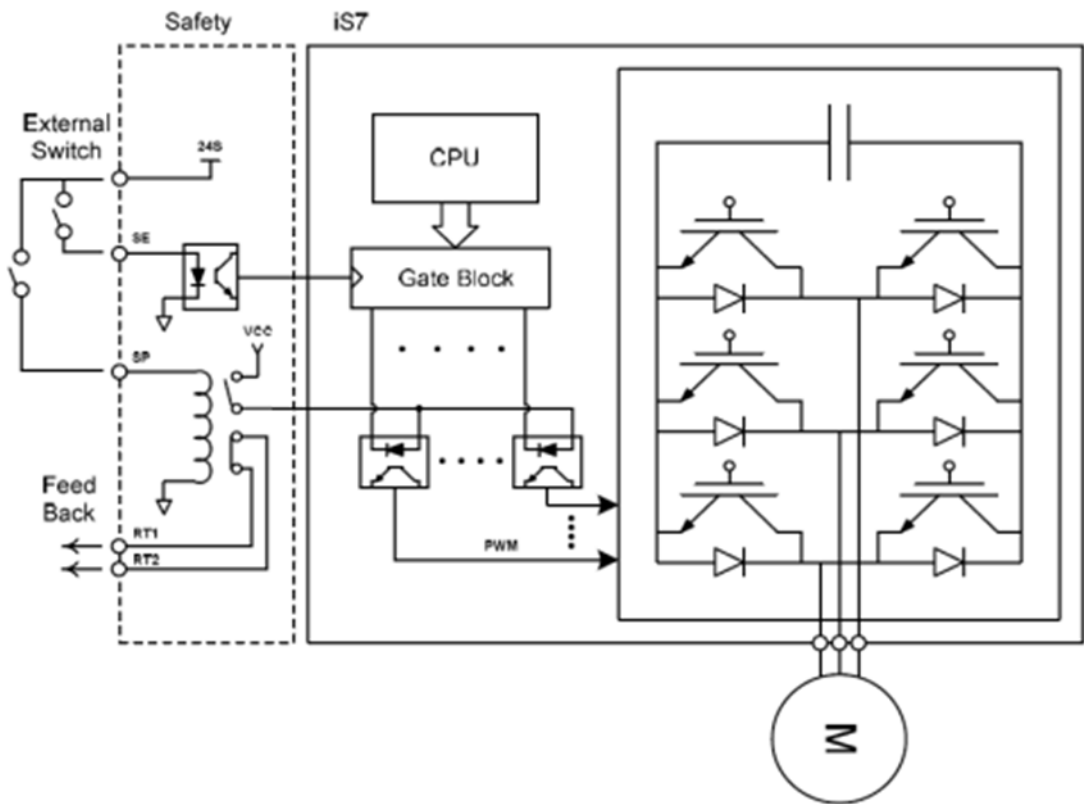 Safety
iS7
External
Switch
24S
CPU
SE
Gate Block
VCC
SP
Feed
Back
RT1
RT2
PWM
M